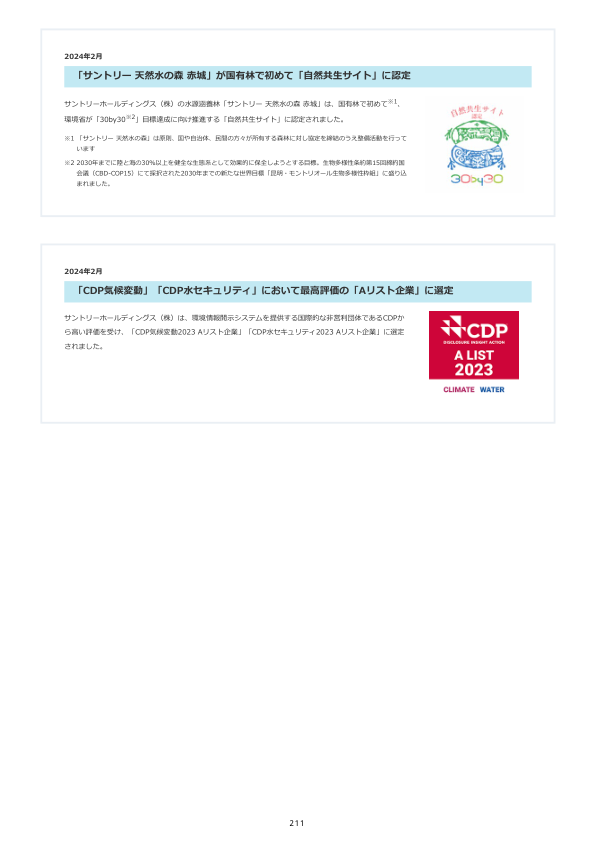 2024年2月
「サントリー 天然水の森 赤城」が国有林で初めて「自然共生サイト」に認定
サントリーホールディングス（株）の水源涵養林「サントリー 天然水の森 赤城」は、国有林で初めて※1、
環境省が「30by30※2」目標達成に向け推進する「自然共生サイト」に認定されました。
※1 「サントリー 天然水の森」は原則、国や自治体、民間の方々が所有する森林に対し協定を締結のうえ整備活動を行って
います
※2 2030年までに陸と海の30%以上を健全な生態系として効果的に保全しようとする目標。生物多様性条約第15回締約国
会議（CBD-COP15）にて採択された2030年までの新たな世界目標「昆明・モントリオール生物多様性枠組」に盛り込
まれました。
自然共生サイト
認定
30by30
2024年2月
「CDP気候変動」「CDP水セキュリティ」において最高評価の「Aリスト企業」に選定
サントリーホールディングス（株）は、環境情報開示システムを提供する国際的な非営利団体であるCDPか
ら高い評価を受け、「CDP気候変動2023 Aリスト企業」「CDP水セキュリティ2023 Aリスト企業」に選定
されました。
CDP
DISCLOSURE INSIGHT ACTION
A LIST
2023
CLIMATE WATER
211